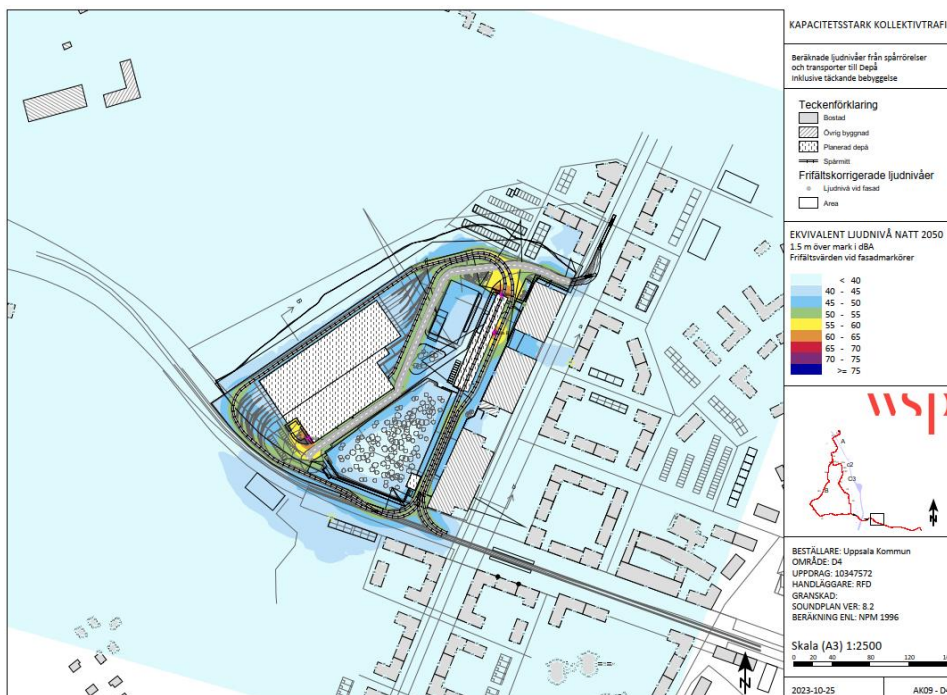 KAPACITETSSTARK KOLLEKTIVTRAFI
Beräknade ljudnivåer från spårrörelser
och transporter till Depå
Inklusive täckande bebyggelse
Teckenförklaring
Bostad
Övrig byggnad
Planerad depå
Spårmitt
Frifältskorrigerade ljudnivåer
Ljudnivå vid fasad
Area
EKVIVALENT LJUDNIVÅ NATT 2050
1.5 m över mark i dBA
Frifältsvärden vid fasadmarkörer
< 40
40 - 45
45 - 50
50 - 55
55 - 60
60 - 65
65 - 70
70 - 75
>= 75
wsp
A
B
N
BESTÄLLARE: Uppsala Kommun
OMRÅDE: D4
UPPDRAG: 10347572
HANDLÄGGARE: RFD
GRANSKAD:
SOUNDPLAN VER: 8.2
BERÄKNING ENL: NPM 1996
Skala (A3) 1:2500
0 20 40 80 120
N
2023-10-25
AK09 - D